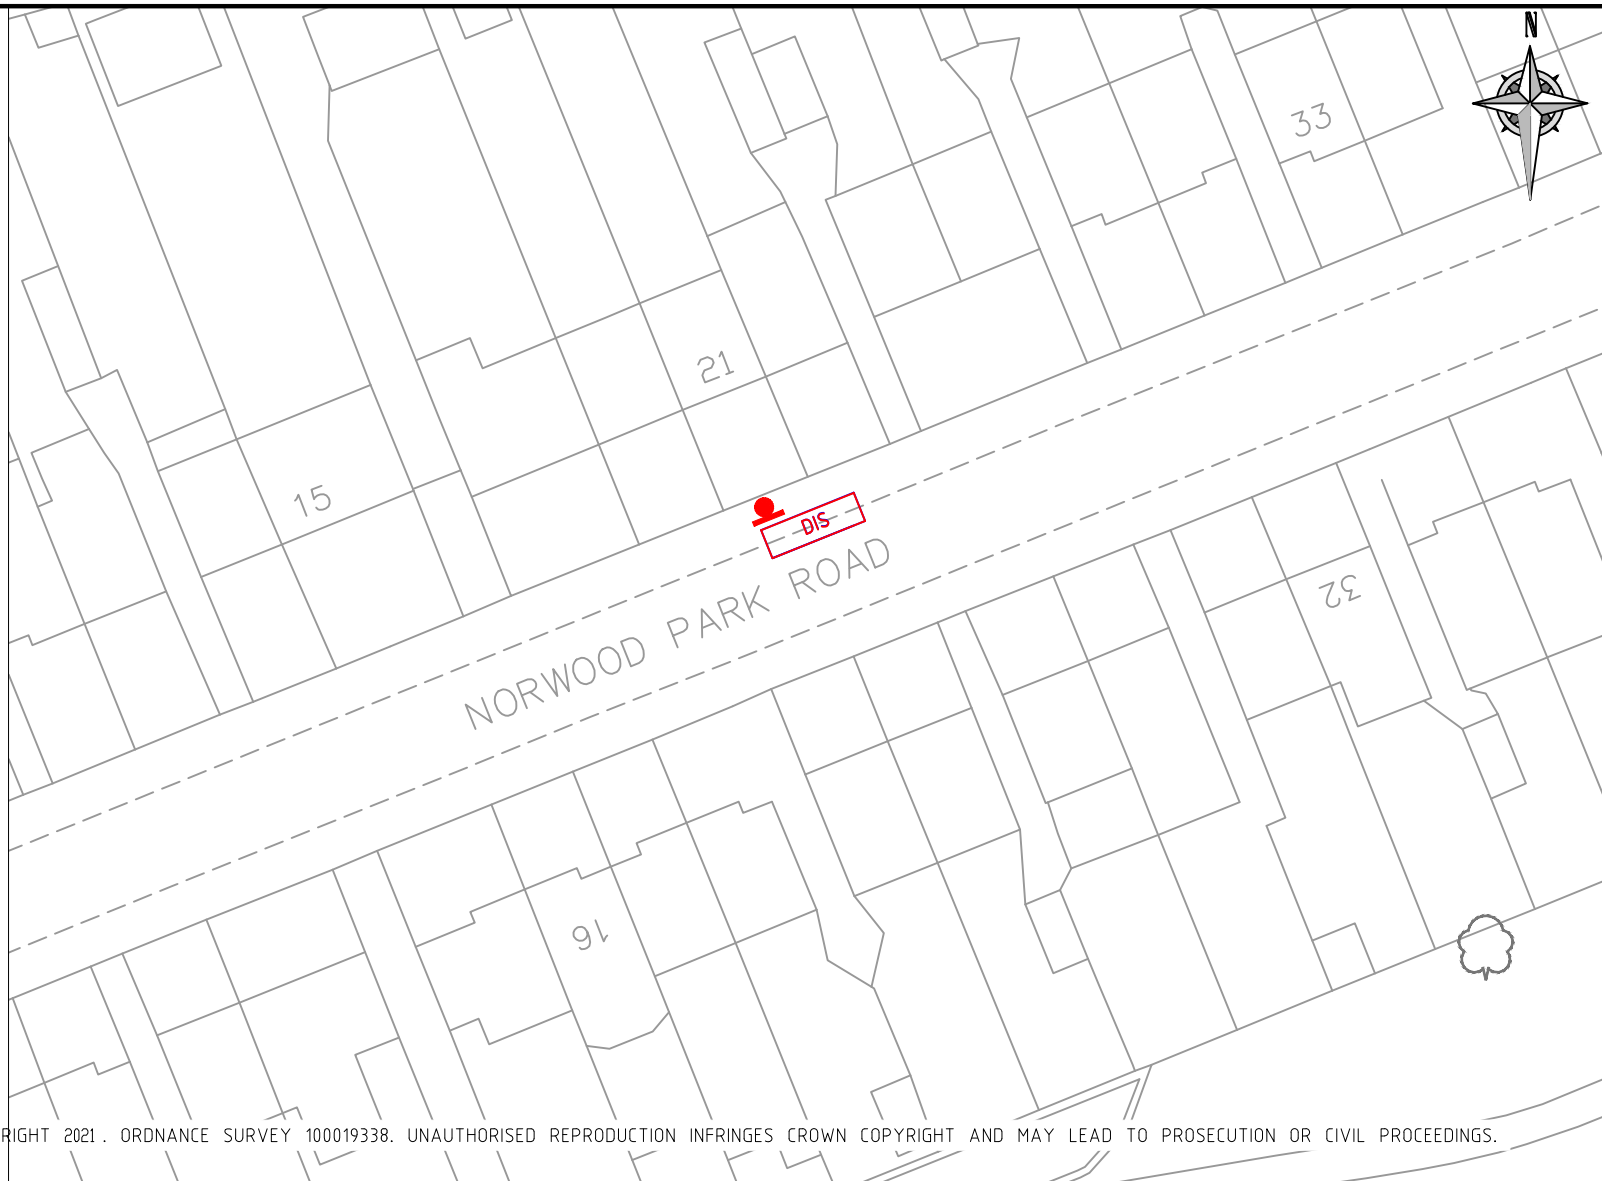 N
33
21
15
DIS
NORWOOD PARK ROAD
32
16
RIGHT 2021. ORDNANCE SURVEY 100019338. UNAUTHORISED REPRODUCTION INFRINGES CROWN COPYRIGHT AND MAY LEAD TO PROSECUTION OR CIVIL PROCEEDINGS.